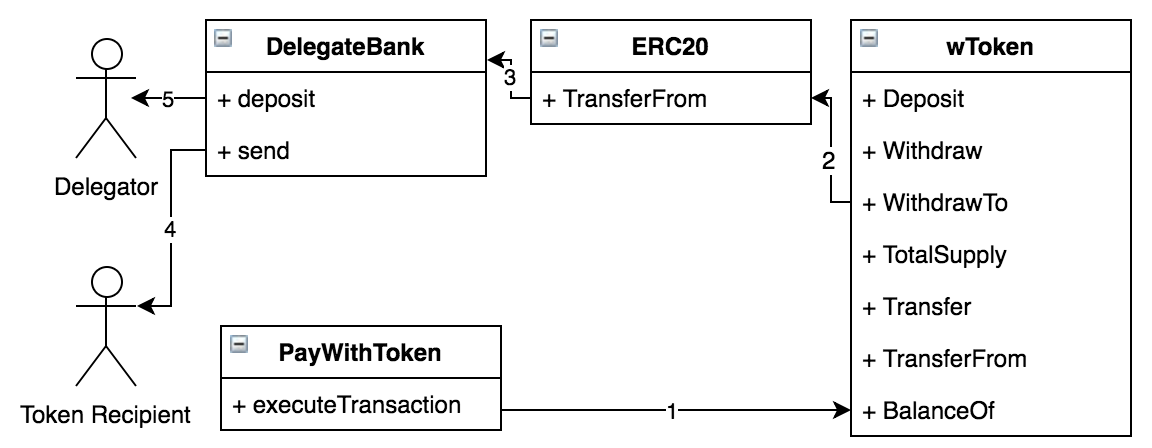 DelegateBank
+ deposit
+ send
ERC20
+ TransferFrom
wToken
+ Deposit
+ Withdraw
+ WithdrawTo
+ TotalSupply
+ Transfer
+ TransferFrom
+ BalanceOf
PayWithToken
+ executeTransaction
Delegator
Token Recipient
1
2
3
4
5